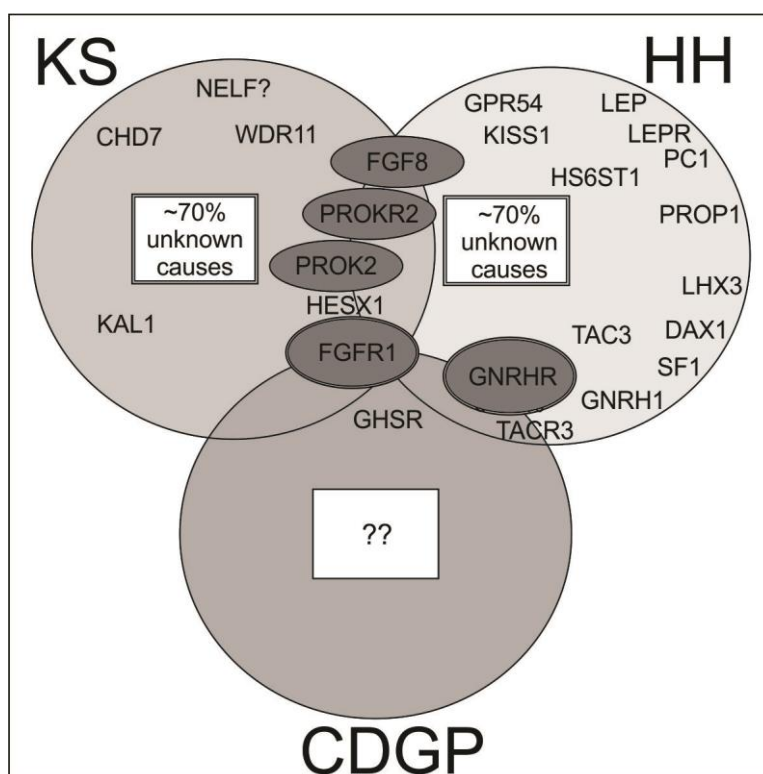 KS
HH
NELF?
CHD7
WDR11
~70%
unknown
causes
KAL1
FGF8
PROKR2
PROK2
HESX1
FGFR1
GPR54
LEP
KISS1
LEPR
PC1
HS6ST1
~70%
unknown
causes
PROP1
LHX3
TAC3
DAX1
SF1
GNRHR
GNRH1
TACR3
GHSR
??
CDGP